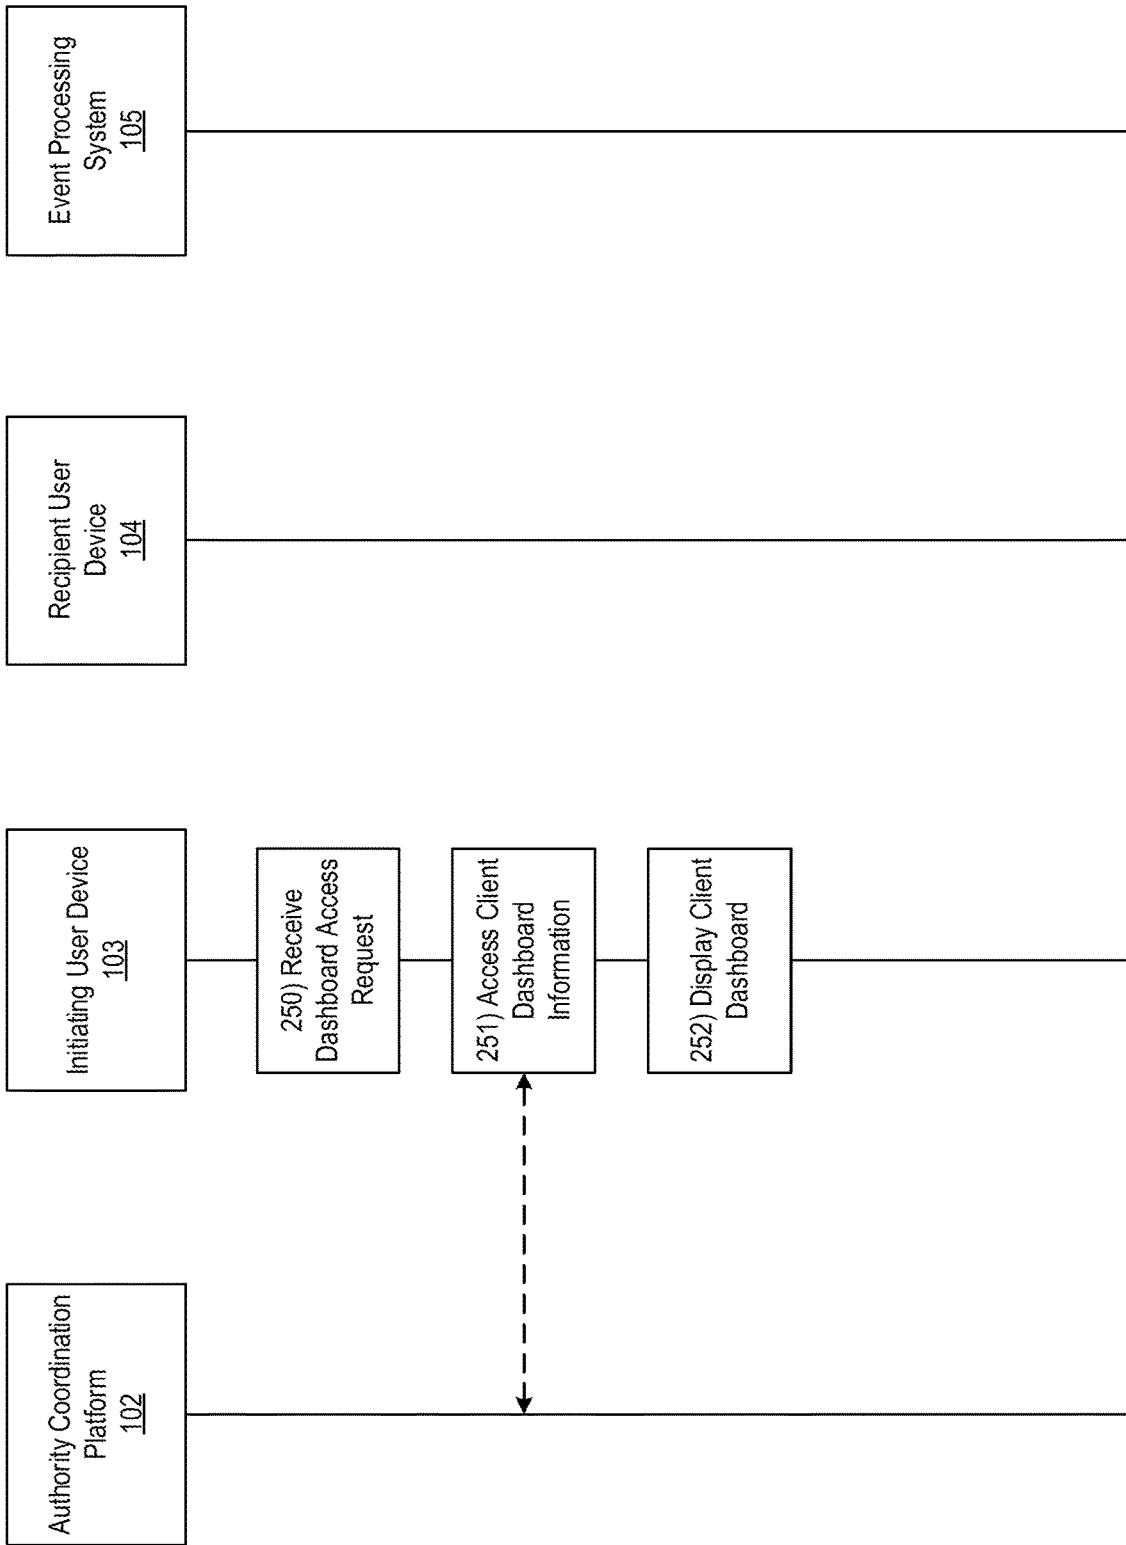 Authority Coordination
Platform
102
Initiating User Device
103
Recipient User
Device
104
Event Processing
System
105
250) Receive
Dashboard Access
Request
251) Access Client
Dashboard
Information
252) Display Client
Dashboard